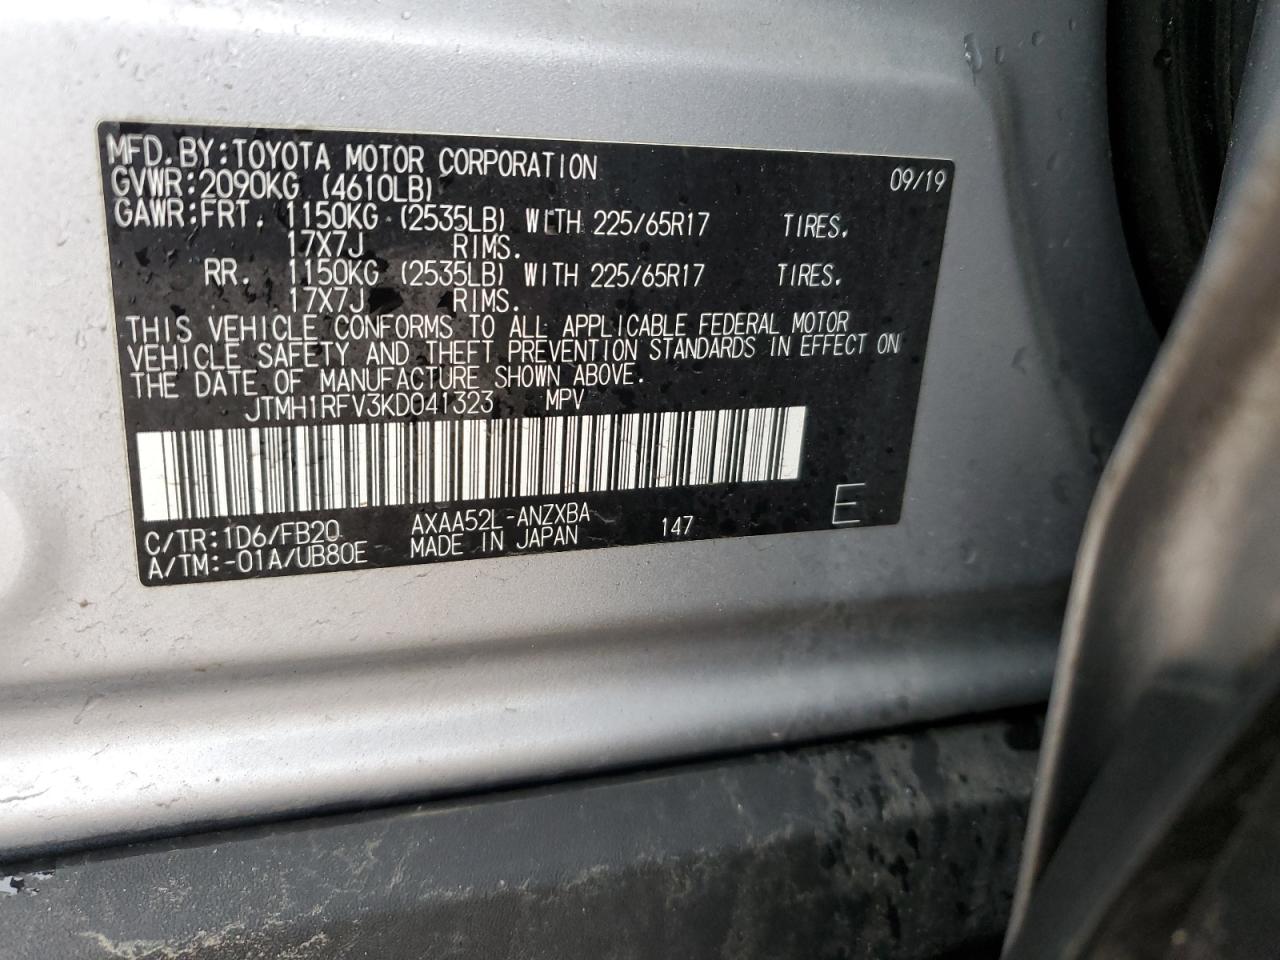 MFD.BY:TOYOTA MOTOR CORPORATION 09/19
GVWR:2090KG (4610LB)
GAWR:FRT. 1150KG (2535LB) WITH 225/65R17 TIRES.
17X7J RIMS.
RR. 1150KG (2535LB) WITH 225/65R17 TIRES.
17X7J RIMS.
THIS VEHICLE CONFORMS TO ALL APPLICABLE FEDERAL MOTOR
VEHICLE SAFETY AND THEFT PREVENTION STANDARDS IN EFFECT ON
THE DATE OF MANUFACTURE SHOWN ABOVE.
JTMH1RFV3KD041323 MPV
C/TR:1D6/FB20 AXAA52L-ANZXBA 147 E
A/TM:-01A/UB80E MADE IN JAPAN